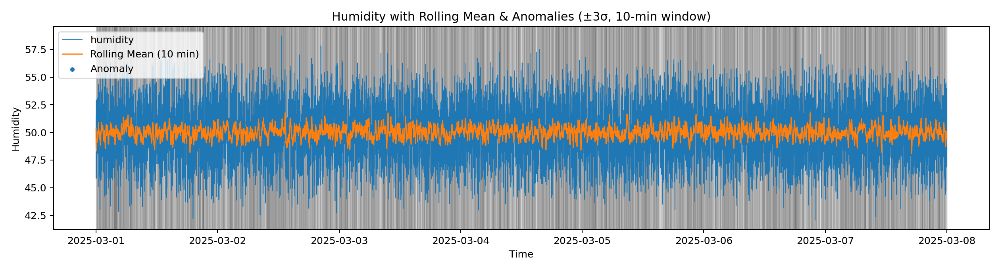 Humidity with Rolling Mean & Anomalies (±3σ, 10-min window)
humidity
Rolling Mean (10 min)
Anomaly
57.5
55.0
52.5
50.0
47.5
45.0
42.5
Humidity
2025-03-01
2025-03-02
2025-03-03
2025-03-04
2025-03-05
2025-03-06
2025-03-07
2025-03-08
Time